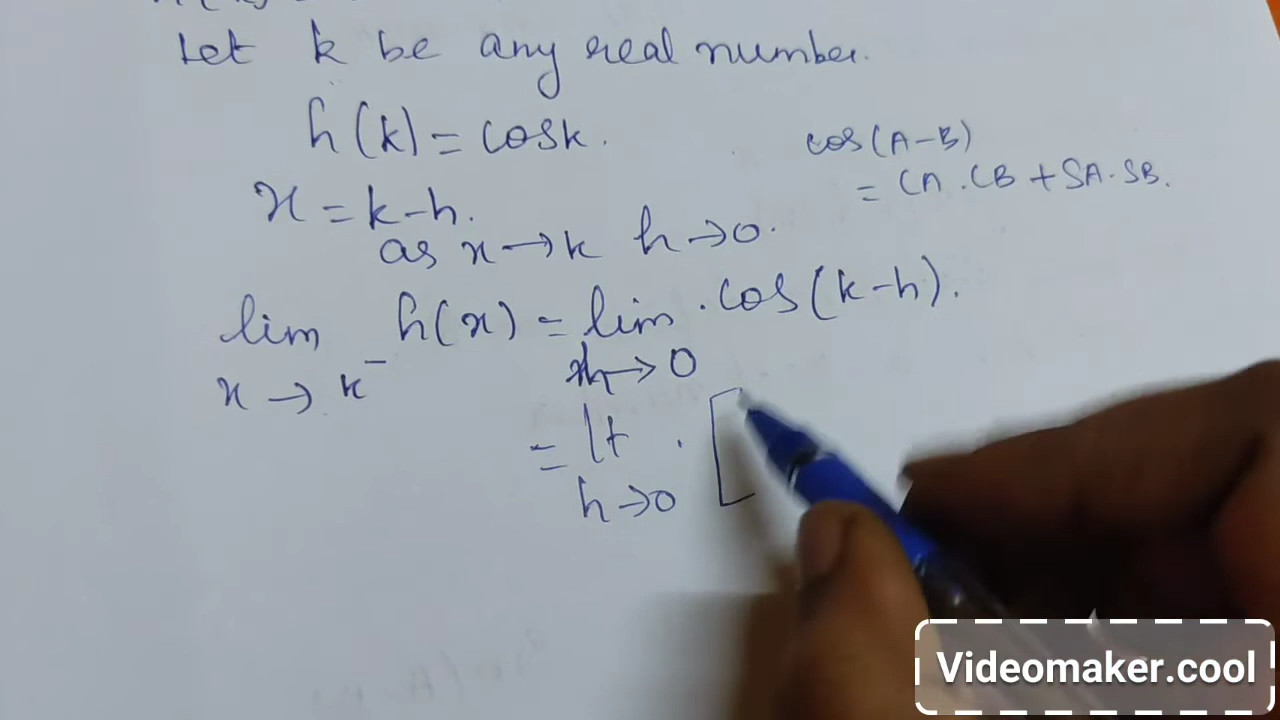 Let k be any real number.
h(k) = cosk.
cos(A-B)
= CA.CB + SA.SB.
x = k-h.
as x→k h→0.
lim h(x) = lim . cos(k-h).
x → k⁻ h→ 0
= lt . [
h→0
Videomaker.cool